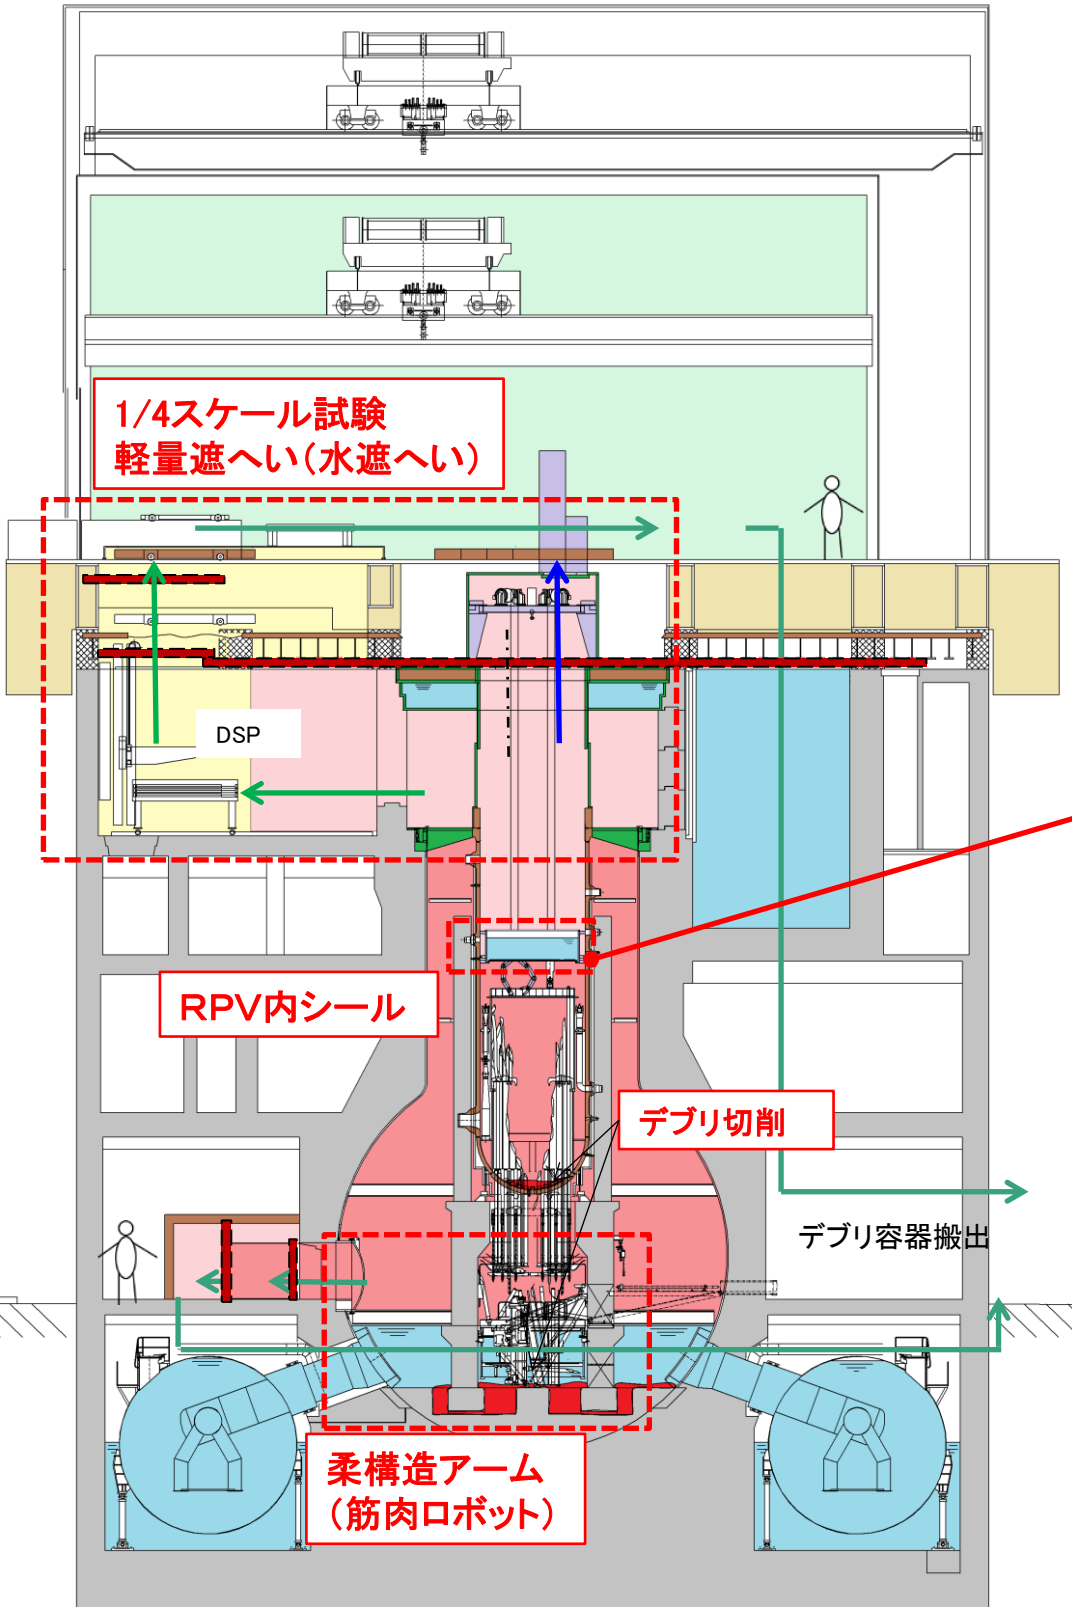 1/4スケール試験
軽量遮へい(水遮へい)
DSP
RPV内シール
デブリ切削
デブリ容器搬出
柔構造アーム
(筋肉ロボット)